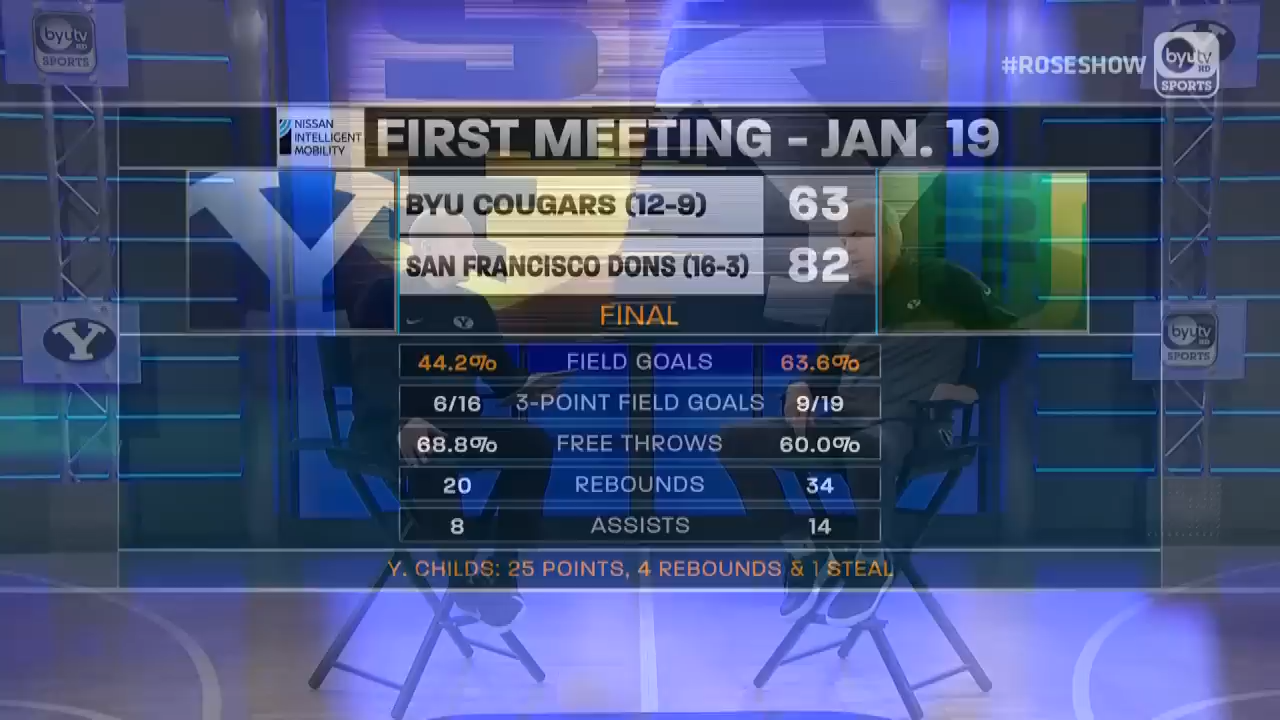 byutv HD
SPORTS
#ROSESHOW
byutv HD
SPORTS
NISSAN
INTELLIGENT
MOBILITY
FIRST MEETING - JAN. 19
BYU COUGARS (12-9) 63
SAN FRANCISCO DONS (16-3) 82
FINAL
44.2% FIELD GOALS 63.6%
6/16 3-POINT FIELD GOALS 9/19
68.8% FREE THROWS 60.0%
20 REBOUNDS 34
8 ASSISTS 14
Y. CHILDS: 25 POINTS, 4 REBOUNDS & 1 STEAL
Y
Y
byutv HD
SPORTS